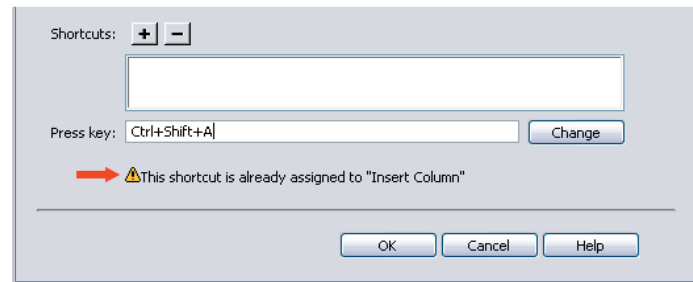 Shortcuts: + −
Press key: Ctrl+Shift+A Change
This shortcut is already assigned to "Insert Column"
OK Cancel Help